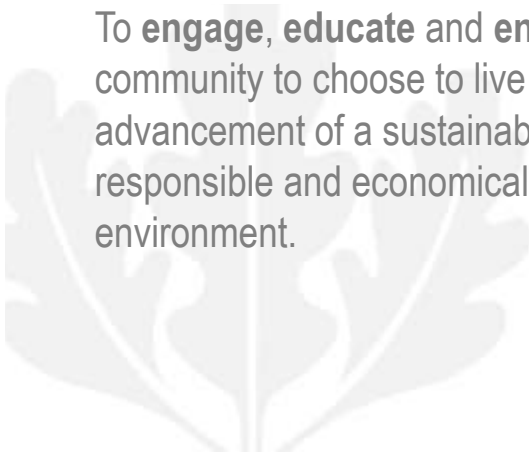 To engage, educate and en
community to choose to live
advancement of a sustainab
responsible and economical
environment.